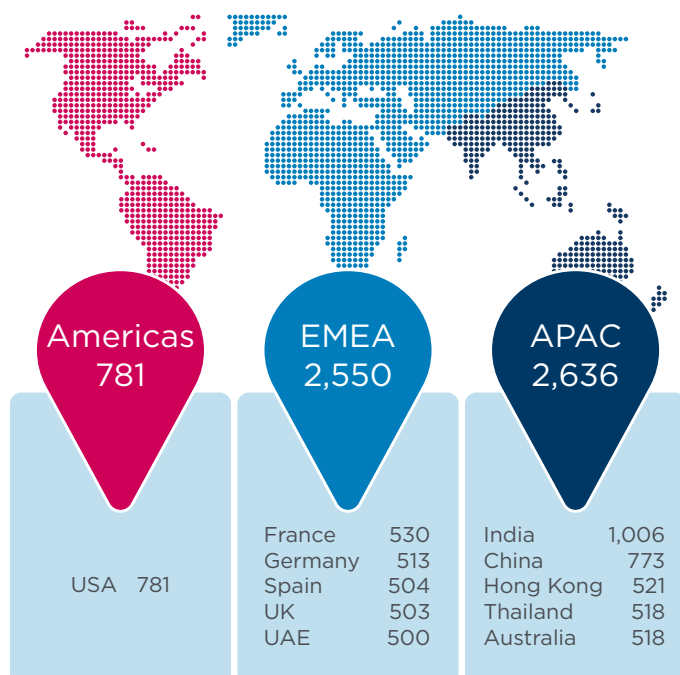 Americas
781
EMEA
2,550
APAC
2,636
USA 781
France 530
Germany 513
Spain 504
UK 503
UAE 500
India 1,006
China 773
Hong Kong 521
Thailand 518
Australia 518